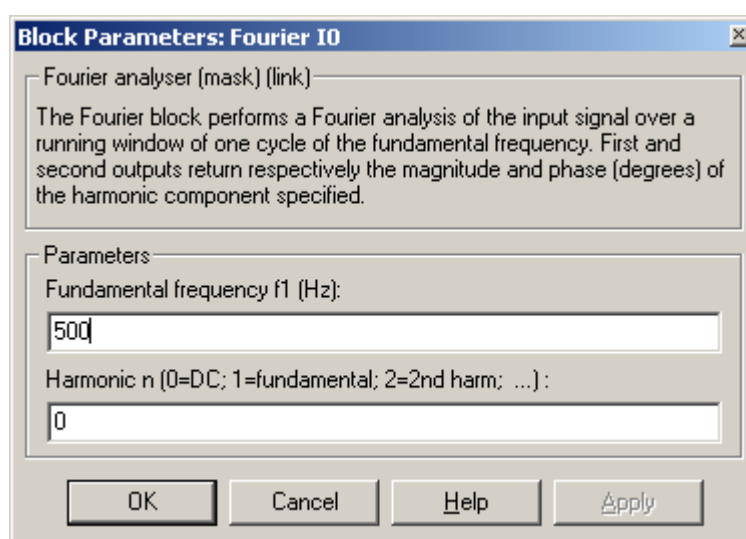 Block Parameters: Fourier I0
Fourier analyser (mask) (link)
The Fourier block performs a Fourier analysis of the input signal over a
running window of one cycle of the fundamental frequency. First and
second outputs return respectively the magnitude and phase (degrees) of
the harmonic component specified.
Parameters
Fundamental frequency f1 (Hz):
500
Harmonic n (0=DC; 1=fundamental; 2=2nd harm; ...) :
0
OK Cancel Help Apply